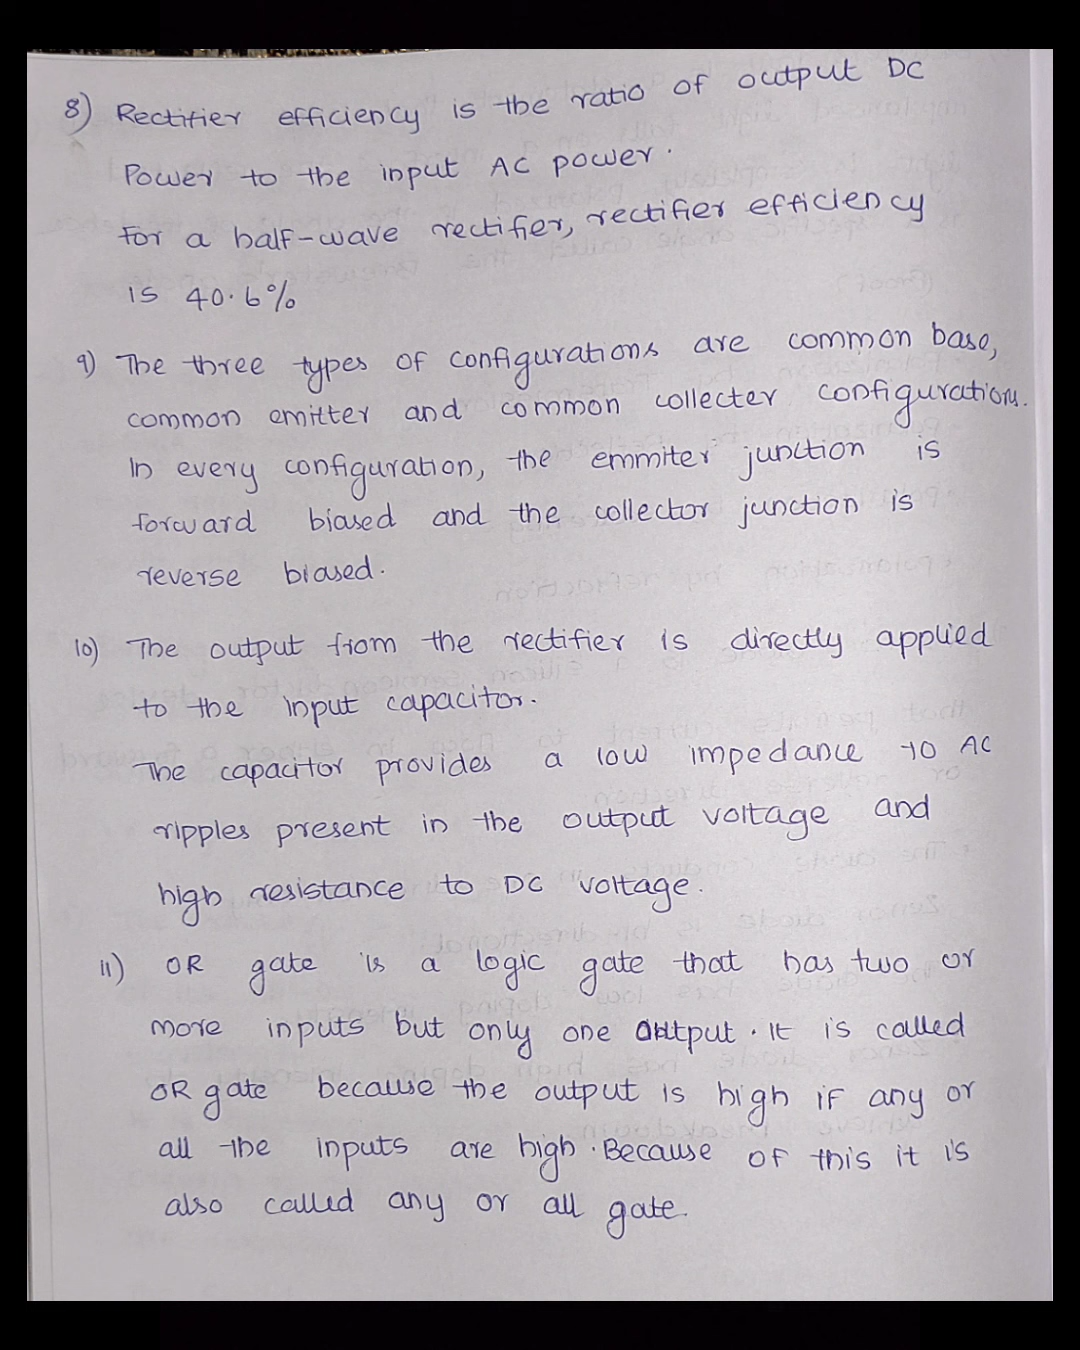 8) Rectifier efficiency is the ratio of output DC
Power to the input AC power.
For a half-wave rectifier, rectifier efficiency
is 40.6%
9) The three types of configurations are common base,
common emitter and common collecter configurations.
In every configuration, the emmiter junction is
forward biased and the collector junction is
reverse biased.
10) The output from the rectifier is directly applied
to the input capacitor.
The capacitor provides a low impedance to AC
ripples present in the output voltage and
high resistance to DC voltage.
11) OR gate is a logic gate that has two or
more inputs but only one output. It is called
OR gate because the output is high if any or
all the inputs are high. Because of this it is
also called any or all gate.